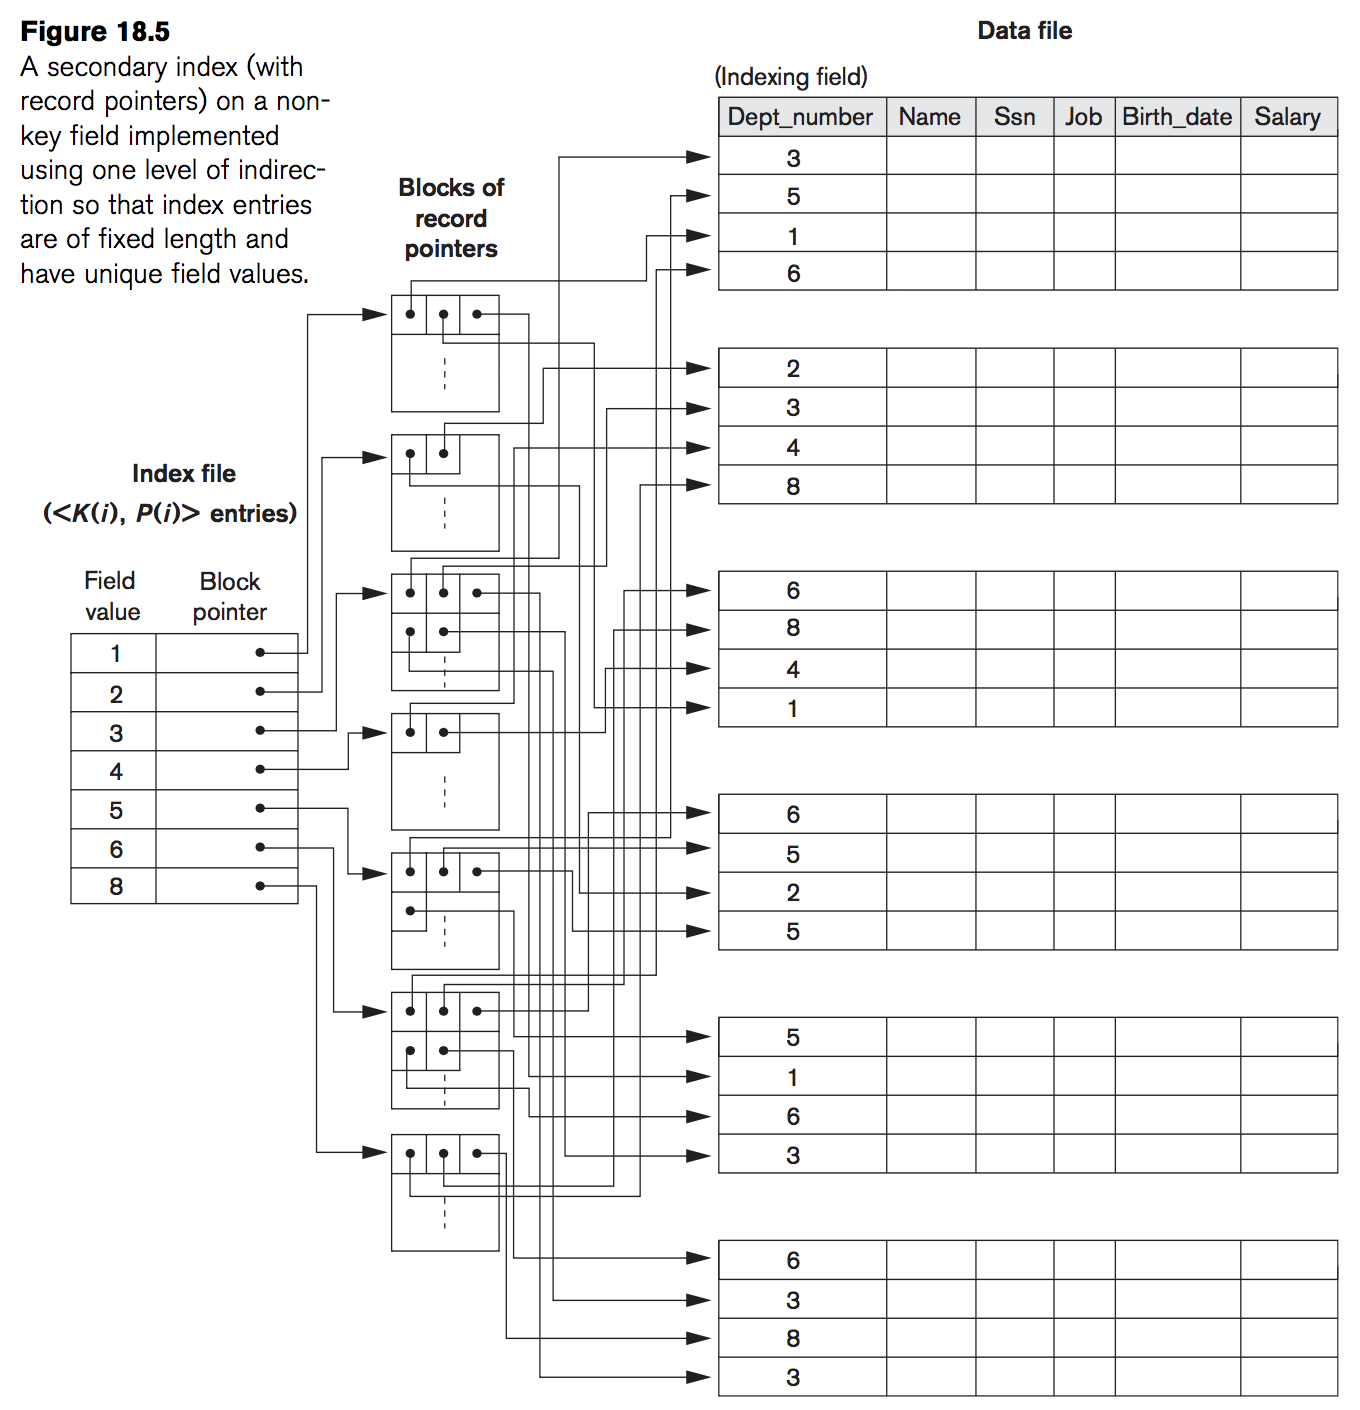 Figure 18.5
A secondary index (with
record pointers) on a non-
key field implemented
using one level of indirec-
tion so that index entries
are of fixed length and
have unique field values.
Data file
(Indexing field)
Dept_number Name Ssn Job Birth_date Salary
3
5
1
6
2
3
4
8
6
8
4
1
6
5
2
5
5
1
6
3
6
3
8
3
Blocks of
record
pointers
Index file
(<K(i), P(i)> entries)
Field value
Block pointer
1
2
3
4
5
6
8